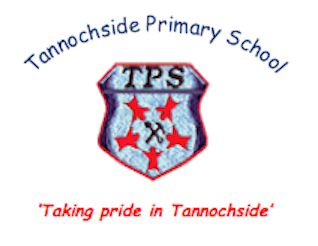 Tannochside Primary School
TPS
'Taking pride in Tannochside'